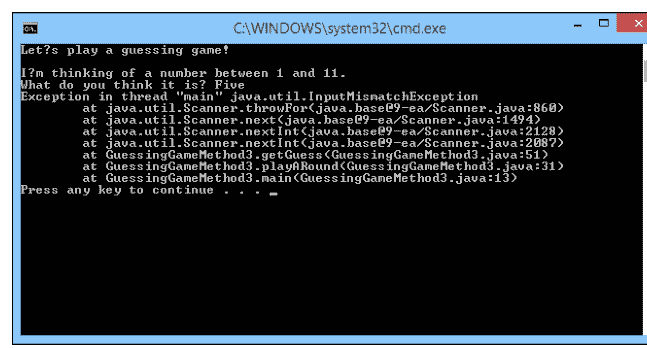 C:\WINDOWS\system32\cmd.exe
Let?s play a guessing game!
I?m thinking of a number between 1 and 11.
What do you think it is? Five
Exception in thread "main" java.util.InputMismatchException
at java.util.Scanner.throwFor(java.base@9-ea/Scanner.java:860)
at java.util.Scanner.next(java.base@9-ea/Scanner.java:1494)
at java.util.Scanner.nextInt(java.base@9-ea/Scanner.java:2128)
at java.util.Scanner.nextInt(java.base@9-ea/Scanner.java:2087)
at GuessingGameMethod3.getGuess(GuessingGameMethod3.java:51)
at GuessingGameMethod3.playARound(GuessingGameMethod3.java:31)
at GuessingGameMethod3.main(GuessingGameMethod3.java:13)
Press any key to continue . . . _